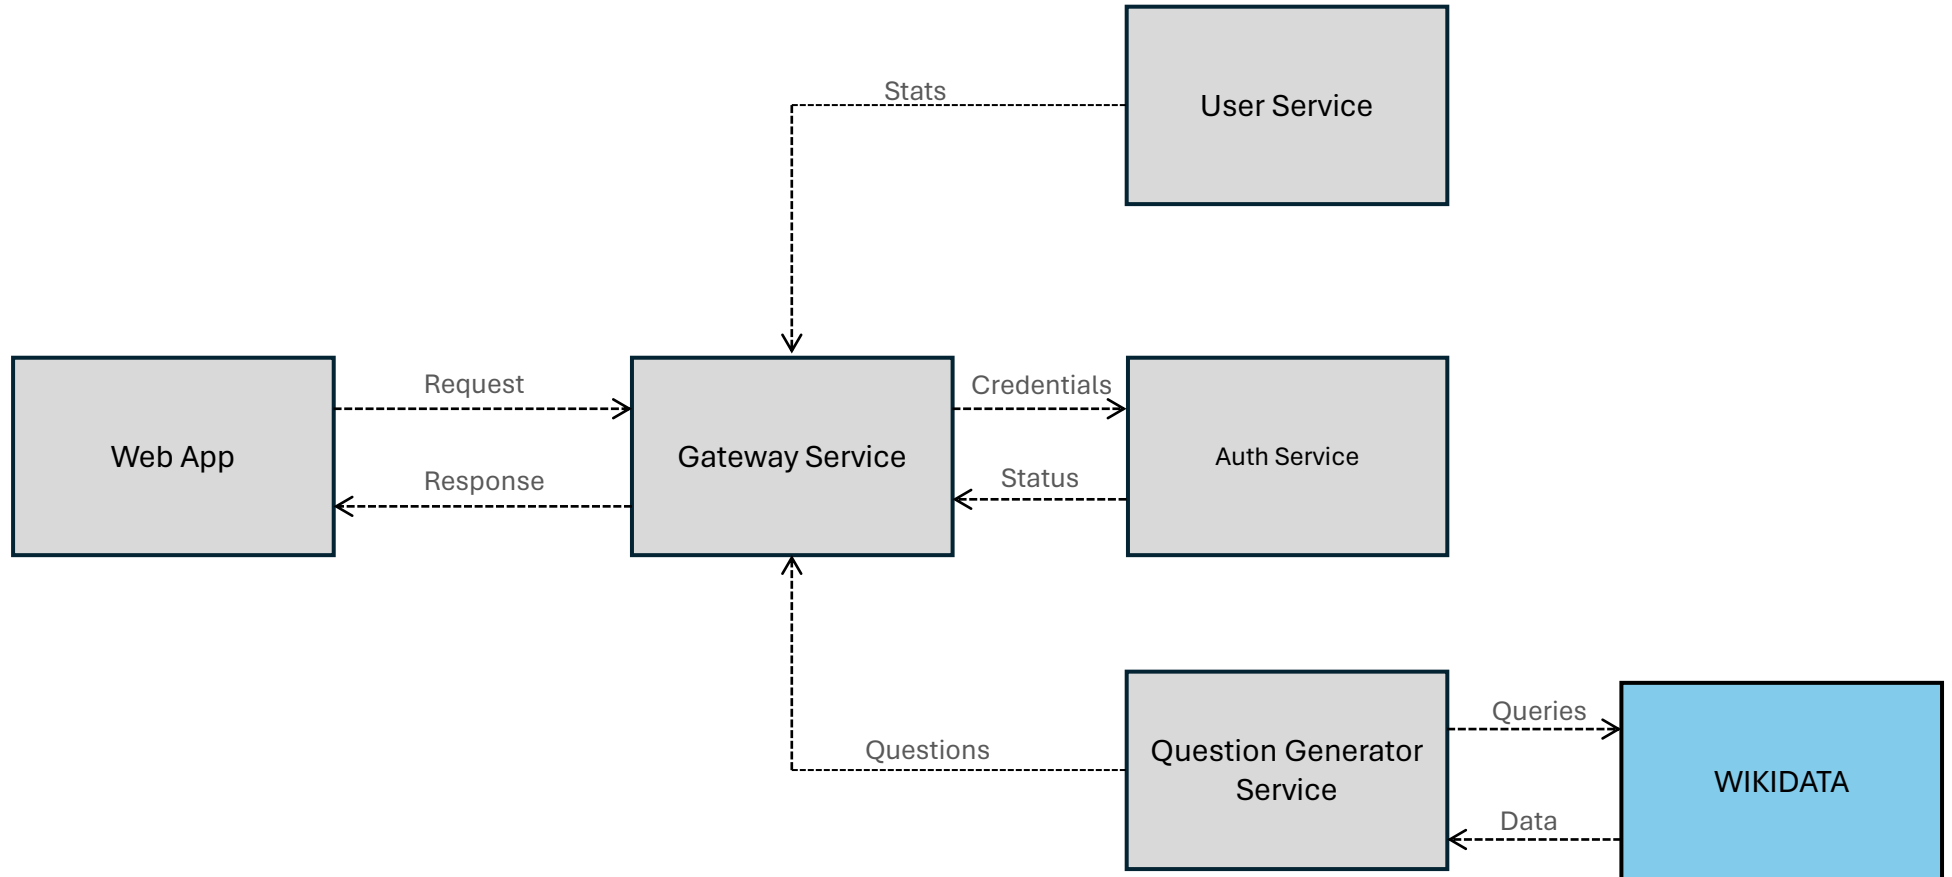 Stats
User Service
Request
Credentials
Web App
Gateway Service
Auth Service
Response
Status
Queries
Questions
Question Generator
Service
WIKIDATA
Data